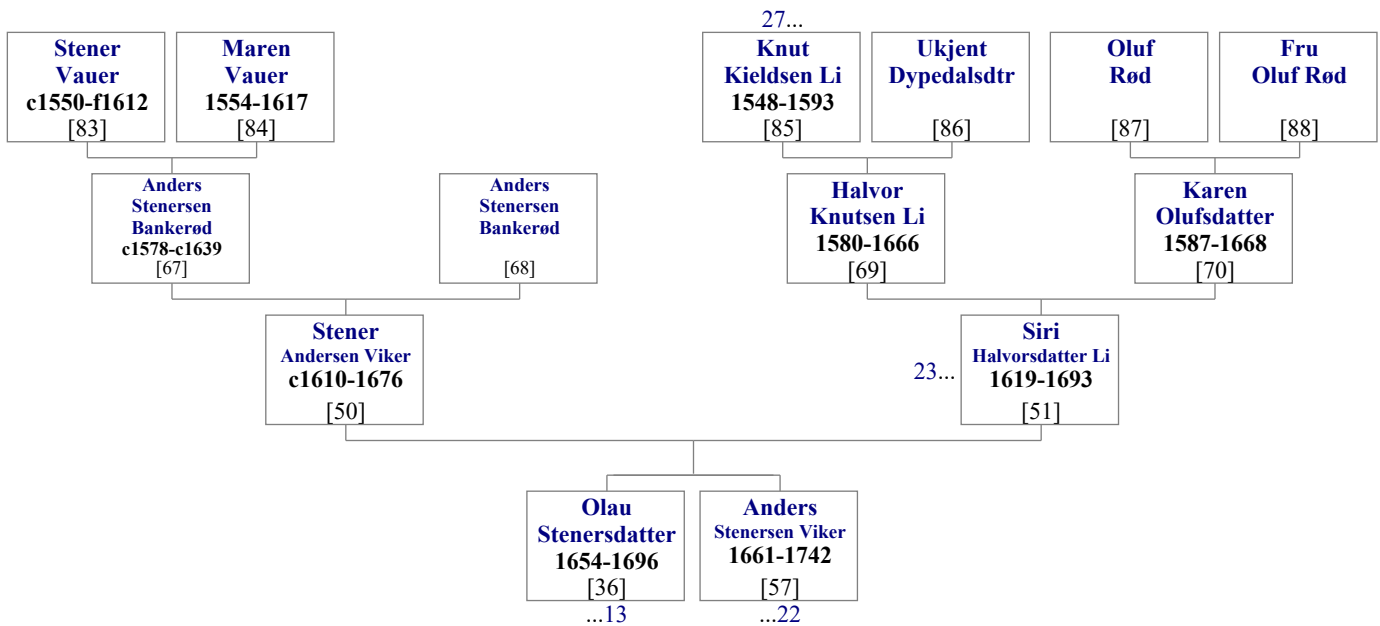 27...
Stener
Vauer
c1550-f1612
[83]
Maren
Vauer
1554-1617
[84]
Knut
Kieldsen Li
1548-1593
[85]
Ukjent
Dypedalsdtr
[86]
Oluf
Rød
[87]
Fru
Oluf Rød
[88]
Anders
Stenersen
Bankerød
c1578-c1639
[67]
Anders
Stenersen
Bankerød
[68]
Halvor
Knutsen Li
1580-1666
[69]
Karen
Olufsdatter
1587-1668
[70]
Stener
Andersen Viker
c1610-1676
[50]
23...
Siri
Halvorsdatter Li
1619-1693
[51]
Olau
Stenersdatter
1654-1696
[36]
...13
Anders
Stenersen Viker
1661-1742
[57]
...22